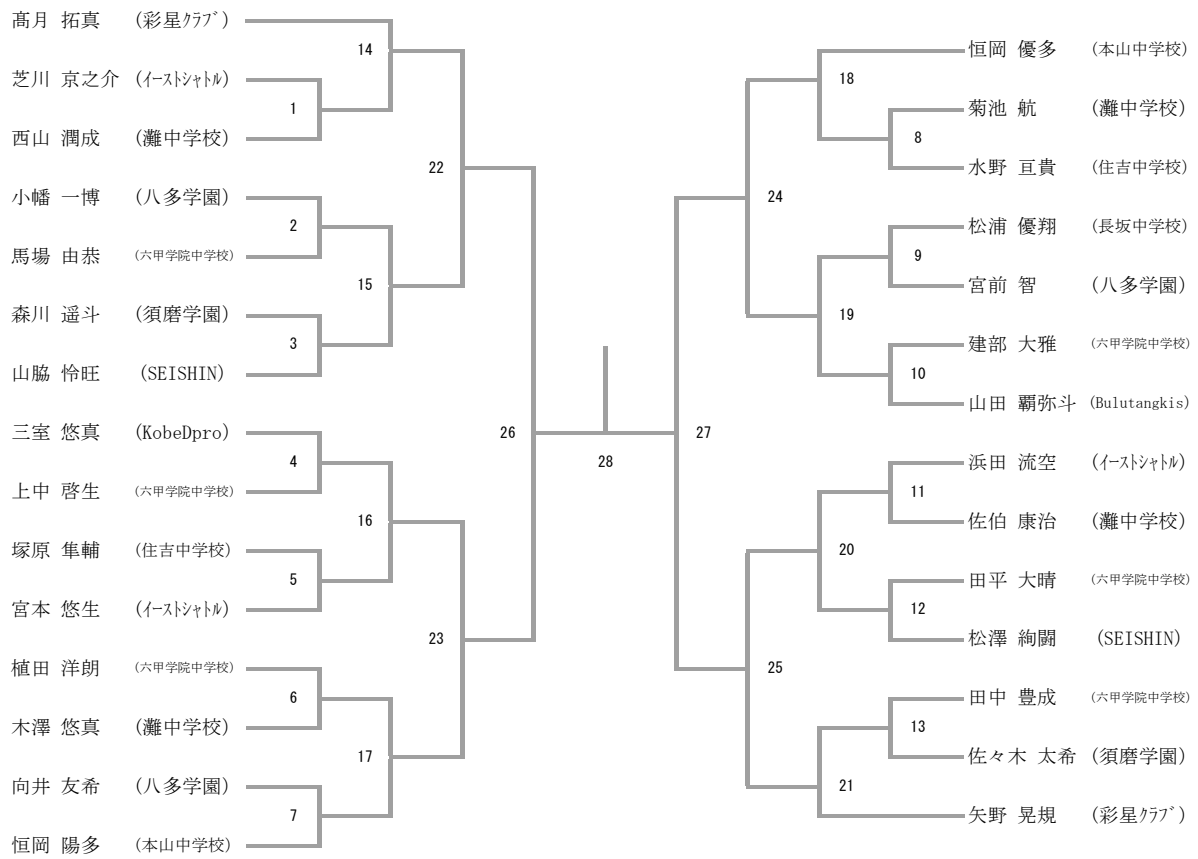 髙月 拓真 (彩星ｸﾗﾌﾞ)
14
芝川 京之介 (ｲｰｽﾄｼｬﾄﾙ)
1
西山 潤成 (灘中学校)
22
小幡 一博 (八多学園)
2
馬場 由恭 (六甲学院中学校)
15
森川 遥斗 (須磨学園)
3
山脇 怜旺 (SEISHIN)
26
三室 悠真 (KobeDpro)
4
上中 啓生 (六甲学院中学校)
16
塚原 隼輔 (住吉中学校)
5
宮本 悠生 (ｲｰｽﾄｼｬﾄﾙ)
23
植田 洋朗 (六甲学院中学校)
6
木澤 悠真 (灘中学校)
17
向井 友希 (八多学園)
7
恒岡 陽多 (本山中学校)
28
恒岡 優多 (本山中学校)
18
菊池 航 (灘中学校)
8
水野 亘貴 (住吉中学校)
24
松浦 優翔 (長坂中学校)
9
宮前 智 (八多学園)
19
建部 大雅 (六甲学院中学校)
10
山田 覇弥斗 (Bulutangkis)
27
浜田 流空 (ｲｰｽﾄｼｬﾄﾙ)
11
佐伯 康治 (灘中学校)
20
田平 大晴 (六甲学院中学校)
12
松澤 絢闘 (SEISHIN)
25
田中 豊成 (六甲学院中学校)
13
佐々木 太希 (須磨学園)
21
矢野 晃規 (彩星ｸﾗﾌﾞ)